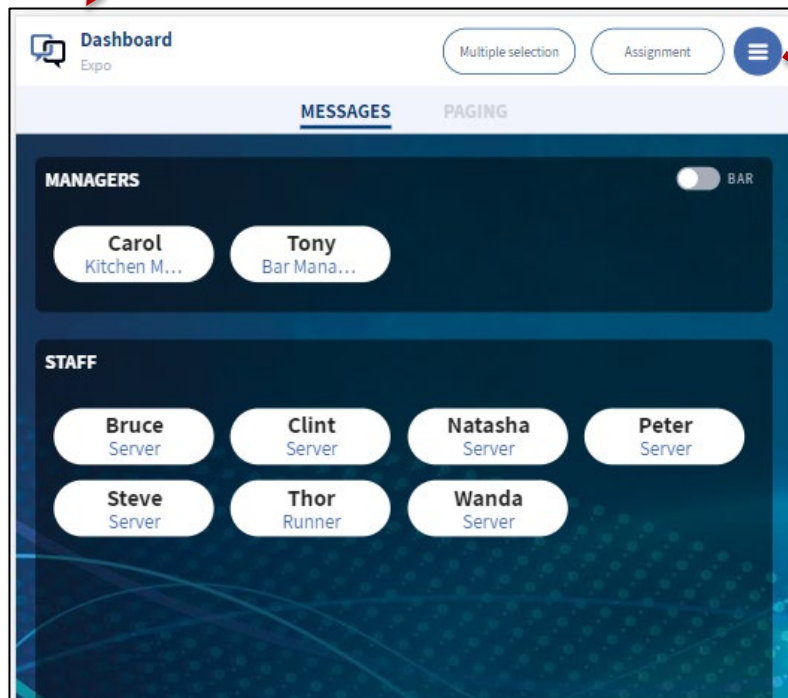 Dashboard
Expo
Multiple selection
Assignment
MESSAGES PAGING
MANAGERS
BAR
Carol Tony
Kitchen M... Bar Mana...
STAFF
Bruce Clint Natasha Peter
Server Server Server Server
Steve Thor Wanda
Server Runner Server